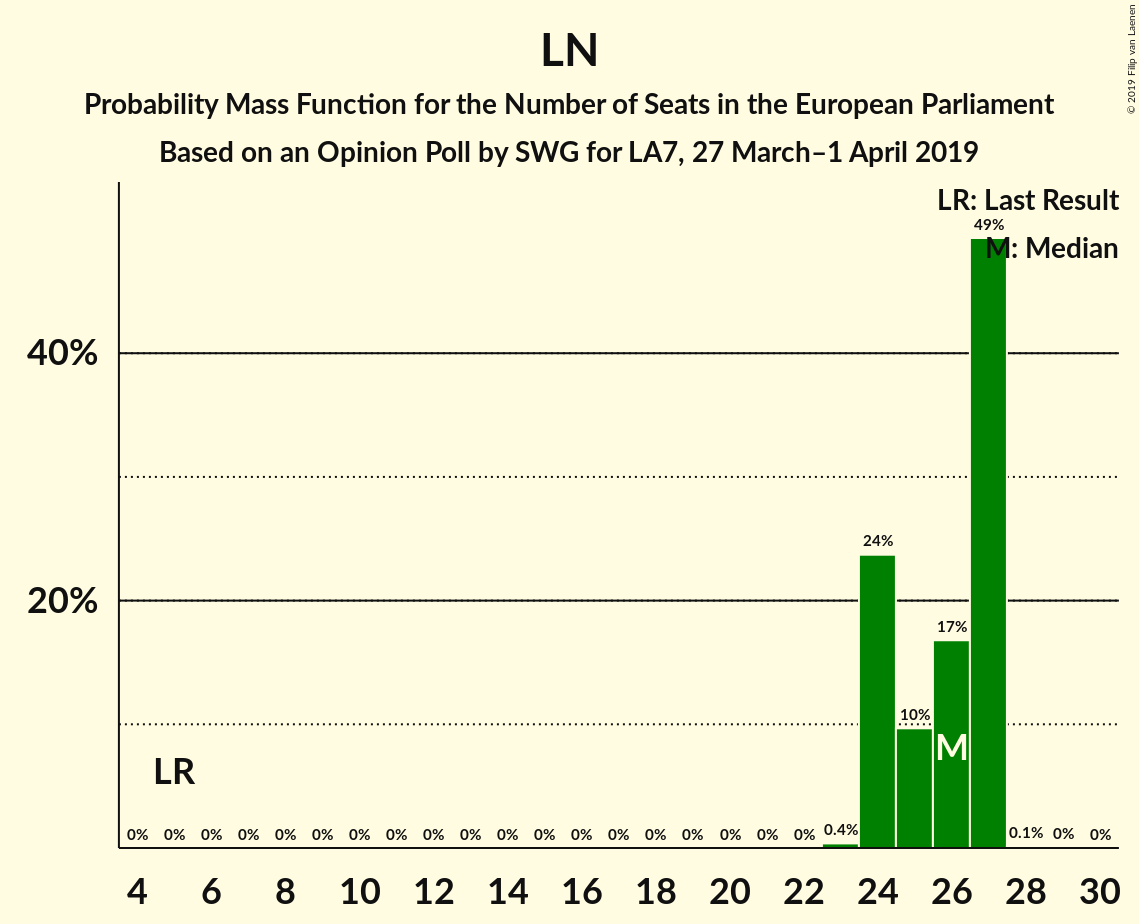 LN
Probability Mass Function for the Number of Seats in the European Parliament
Based on an Opinion Poll by SWG for LA7, 27 March–1 April 2019
© 2019 Filip van Laenen
LR: Last Result
M: Median
49%
40%
24%
20%
17%
10%
M
LR
0% 0% 0% 0% 0% 0% 0% 0% 0% 0% 0% 0% 0% 0% 0% 0% 0% 0% 0% 0.4% 0.1% 0% 0%
4 6 8 10 12 14 16 18 20 22 24 26 28 30